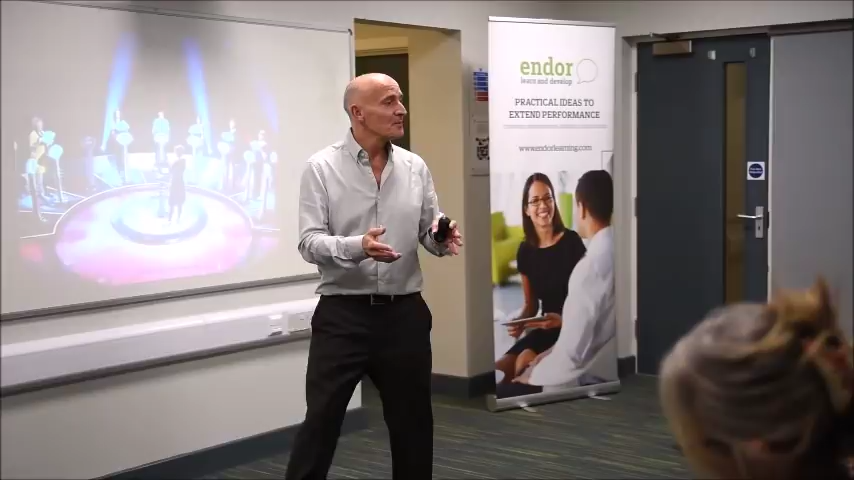 endor
learn and develop
PRACTICAL IDEAS TO
EXTEND PERFORMANCE
www.endorlearning.com